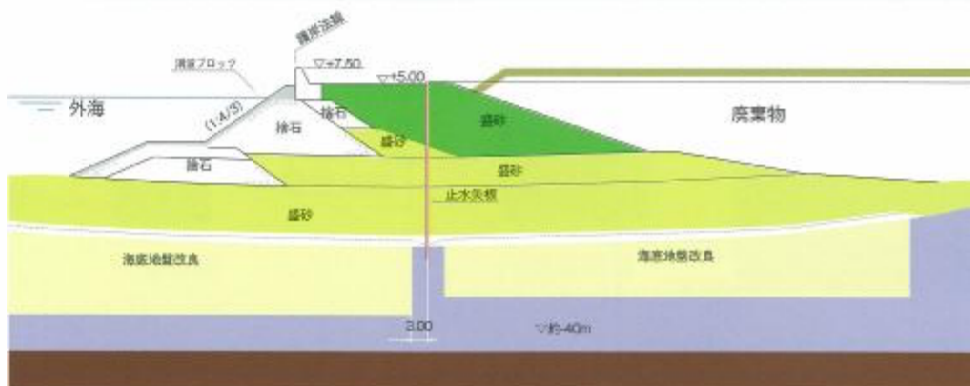 護岸法線
消波ブロック
▽+7.50
▽+5.00
外海
(1:4/3)
捨石
捨石
盛砂
盛砂
廃棄物
捨石
盛砂
止水矢板
盛砂
海底地盤改良
海底地盤改良
3.00
▽約-40m